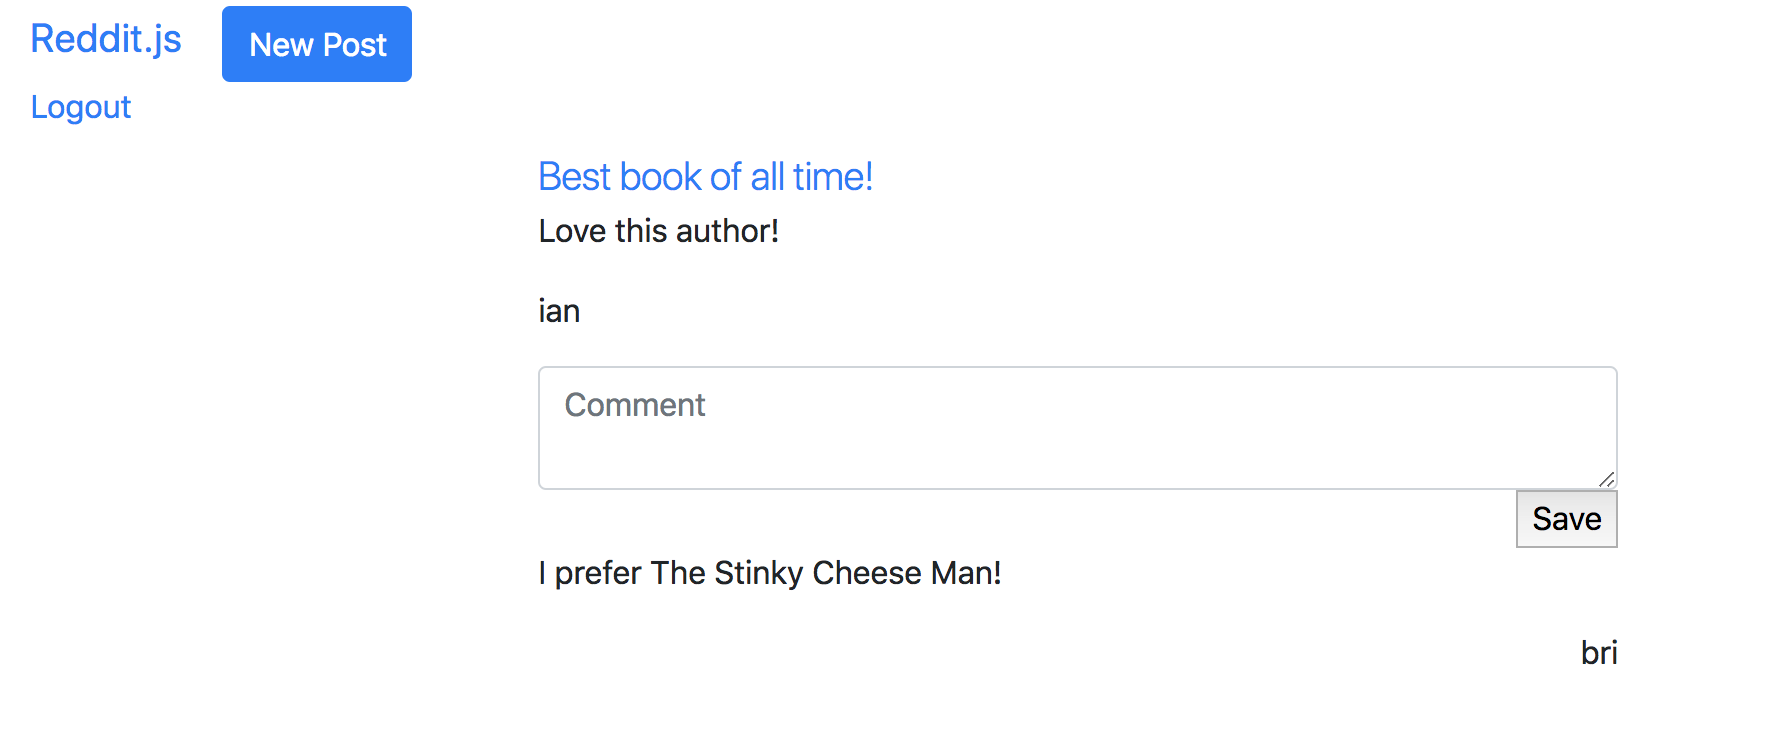 Reddit.js New Post
Logout
Best book of all time!
Love this author!
ian
Comment
Save
I prefer The Stinky Cheese Man!
bri